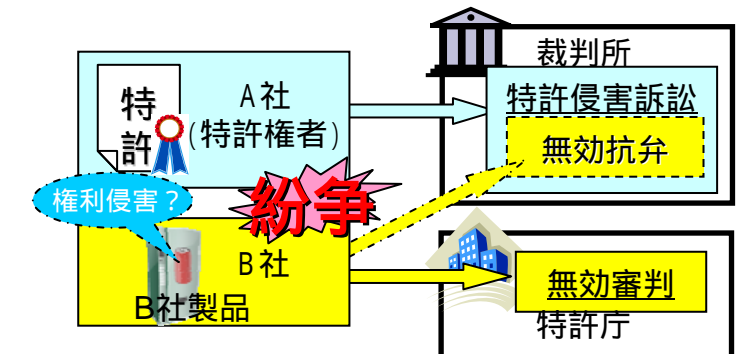 特
許
A社
(特許権者)
権利侵害？
紛争
B社
B社製品
裁判所
特許侵害訴訟
無効抗弁
無効審判
特許庁